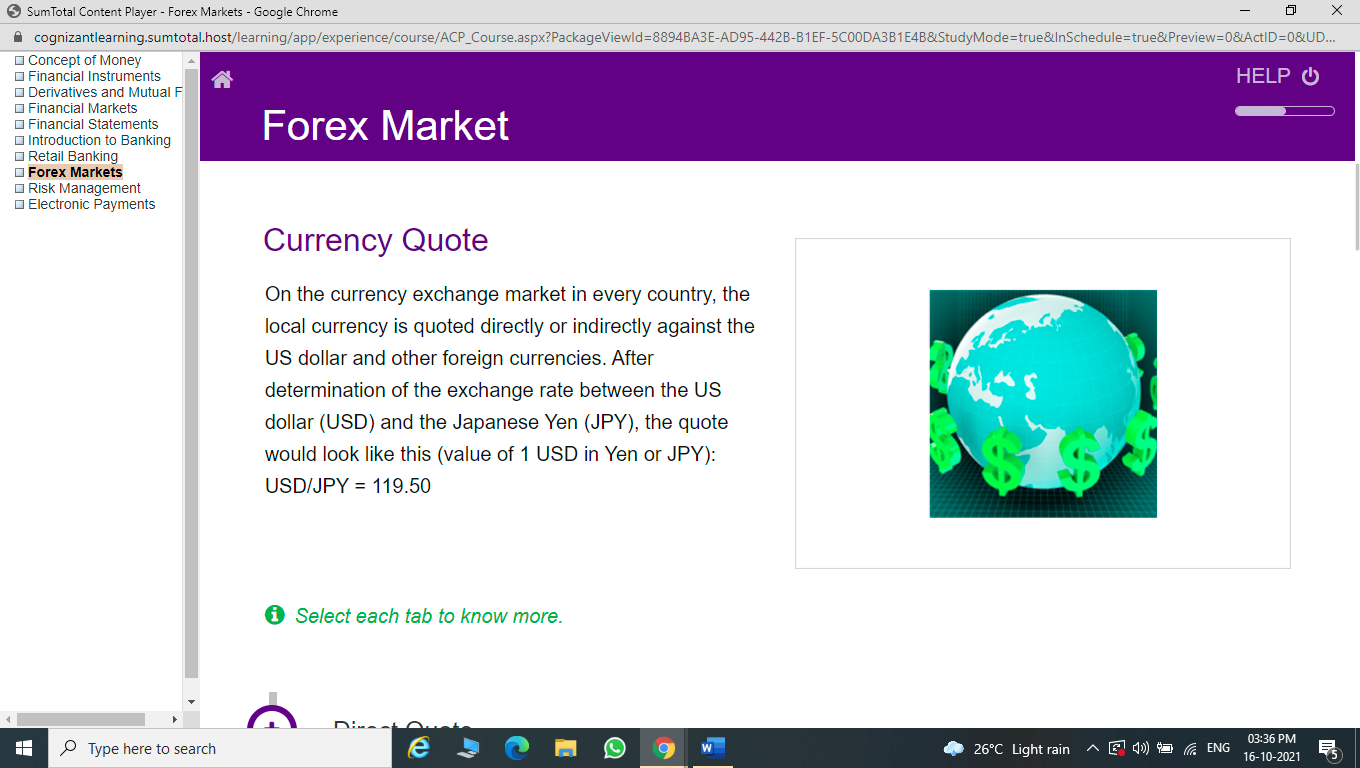 SumTotal Content Player - Forex Markets - Google Chrome
cognizantlearning.sumtotal.host/learning/app/experience/course/ACP_Course.aspx?PackageViewId=8894BA3E-AD95-442B-B1EF-5C00DA3B1E4B&StudyMode=true&InSchedule=true&Preview=0&ActID=0&UD...
Concept of Money
Financial Instruments
Derivatives and Mutual F
Financial Markets
Financial Statements
Introduction to Banking
Retail Banking
Forex Markets
Risk Management
Electronic Payments
HELP
Forex Market
Currency Quote
On the currency exchange market in every country, the
local currency is quoted directly or indirectly against the
US dollar and other foreign currencies. After
determination of the exchange rate between the US
dollar (USD) and the Japanese Yen (JPY), the quote
would look like this (value of 1 USD in Yen or JPY):
USD/JPY = 119.50
Select each tab to know more.
Direct Quote
Type here to search
26°C Light rain
ENG
03:36 PM
16-10-2021
5